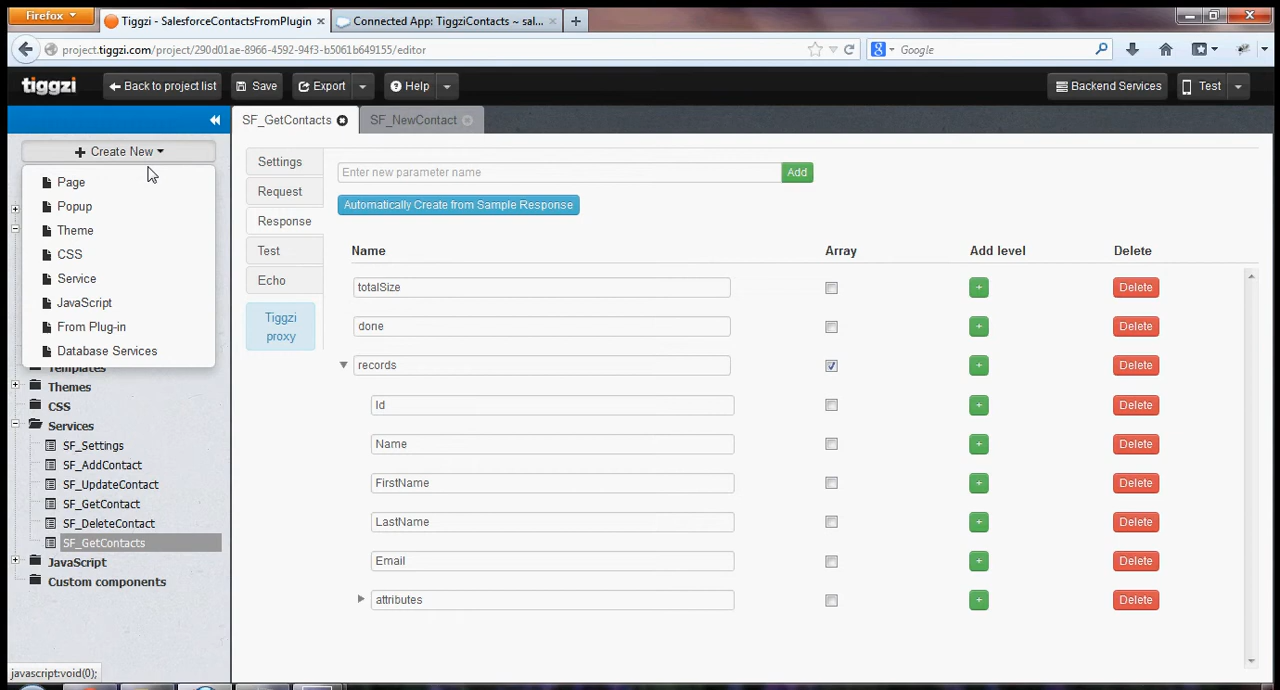 Firefox
Tiggzi - SalesforceContactsFromPlugin
Connected App: TiggziContacts ~ sal...
project.tiggzi.com/project/290d01ae-8966-4592-94f3-b5061b649155/editor
Google
tiggzi
Back to project list
Save
Export
Help
Backend Services
Test
SF_GetContacts
SF_NewContact
Create New
Page
Popup
Theme
CSS
Service
JavaScript
From Plug-in
Database Services
Templates
Themes
CSS
Services
SF_Settings
SF_AddContact
SF_UpdateContact
SF_GetContact
SF_DeleteContact
SF_GetContacts
JavaScript
Custom components
javascript:void(0);
Settings
Request
Response
Test
Echo
Tiggzi
proxy
Enter new parameter name
Add
Automatically Create from Sample Response
Name Array Add level Delete
totalSize + Delete
done + Delete
records + Delete
Id + Delete
Name + Delete
FirstName + Delete
LastName + Delete
Email + Delete
attributes + Delete